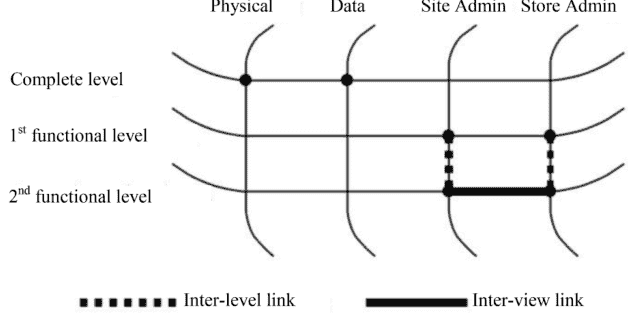 Physical Data Site Admin Store Admin
Complete level
1st functional level
2nd functional level
Inter-level link Inter-view link